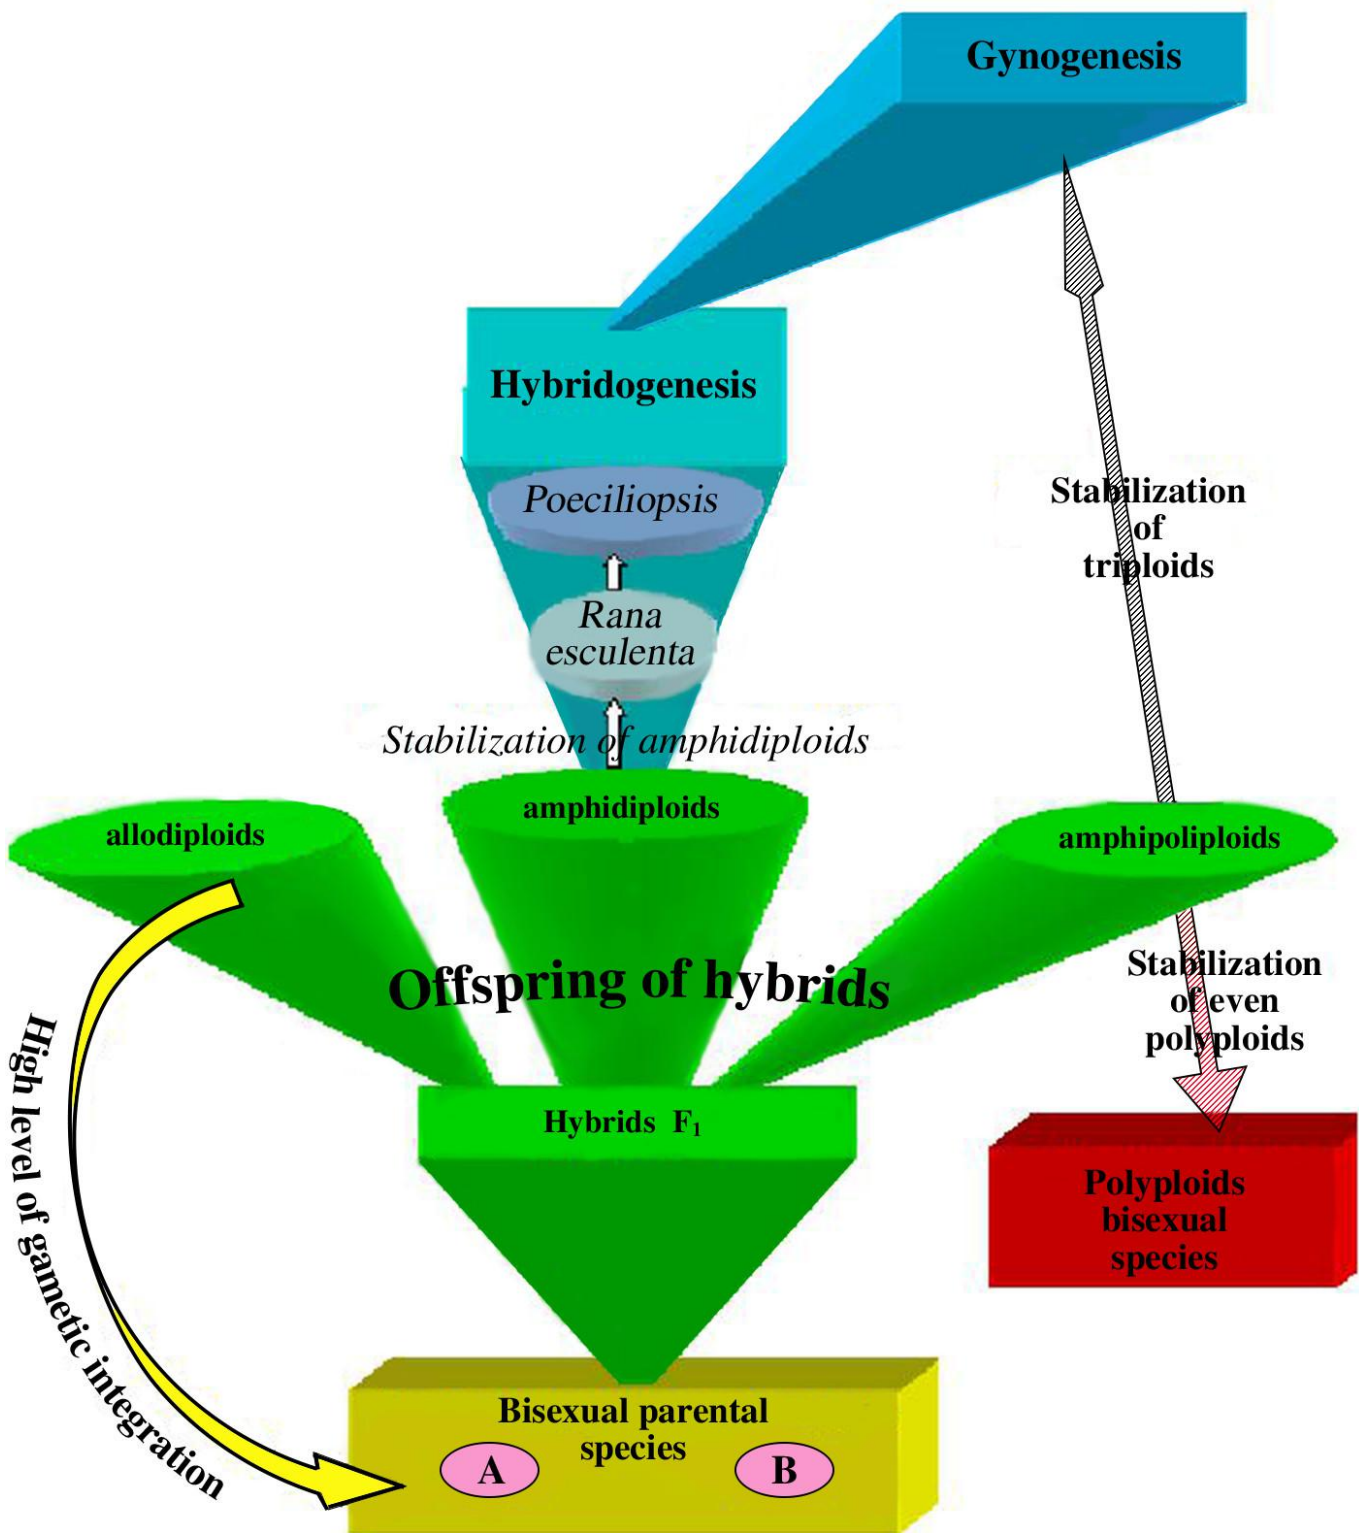 Gynogenesis
Hybridogenesis
Poeciliopsis
Stabilization
of
triploids
Rana
esculenta
Stabilization of amphidiploids
allodiploids
amphidiploids
amphipoliploids
Offspring of hybrids
Stabilization
of even
polyploids
High level of gametic integration
Hybrids F₁
Polyploids
bisexual
species
Bisexual parental
species
A
B